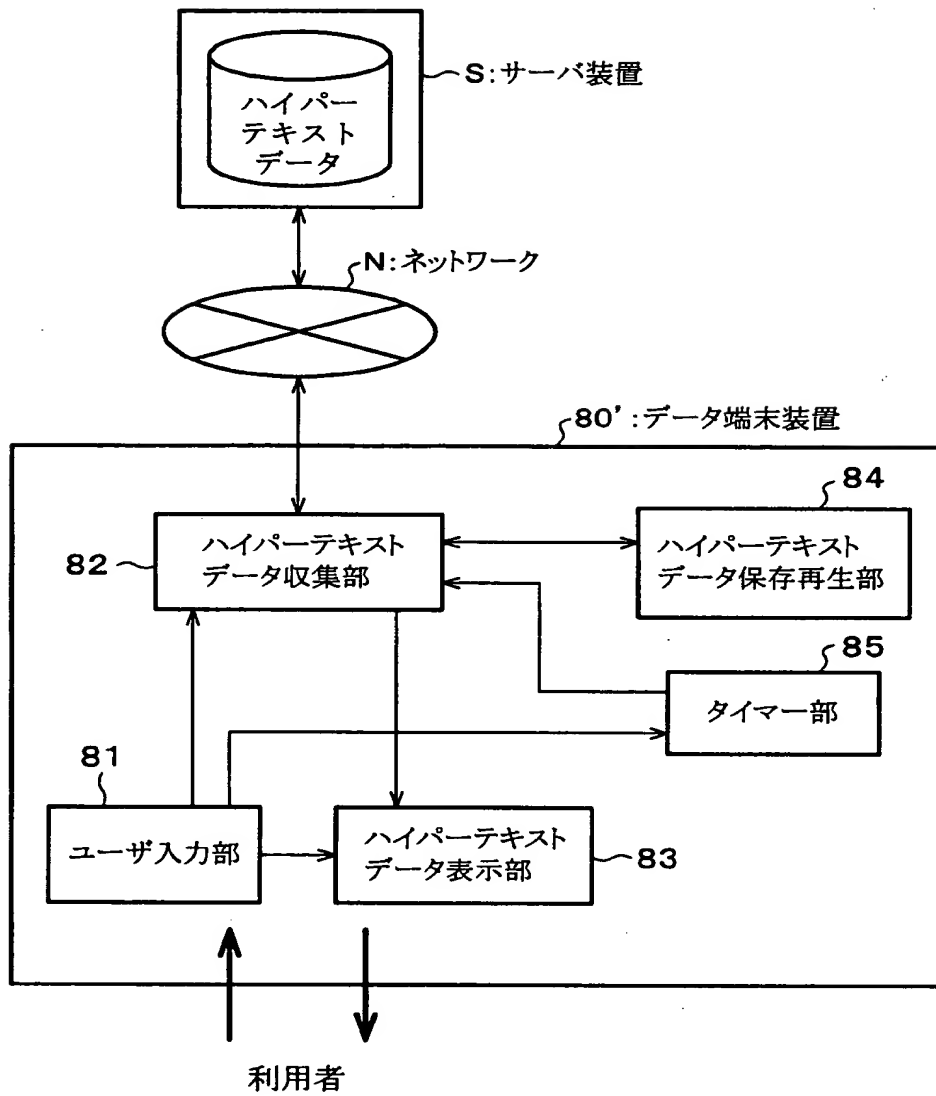 ハイパー
テキスト
データ
S:サーバ装置
N:ネットワーク
80':データ端末装置
84
82
ハイパーテキスト
データ収集部
ハイパーテキスト
データ保存再生部
85
タイマー部
81
ユーザ入力部
ハイパーテキスト
データ表示部
83
利用者